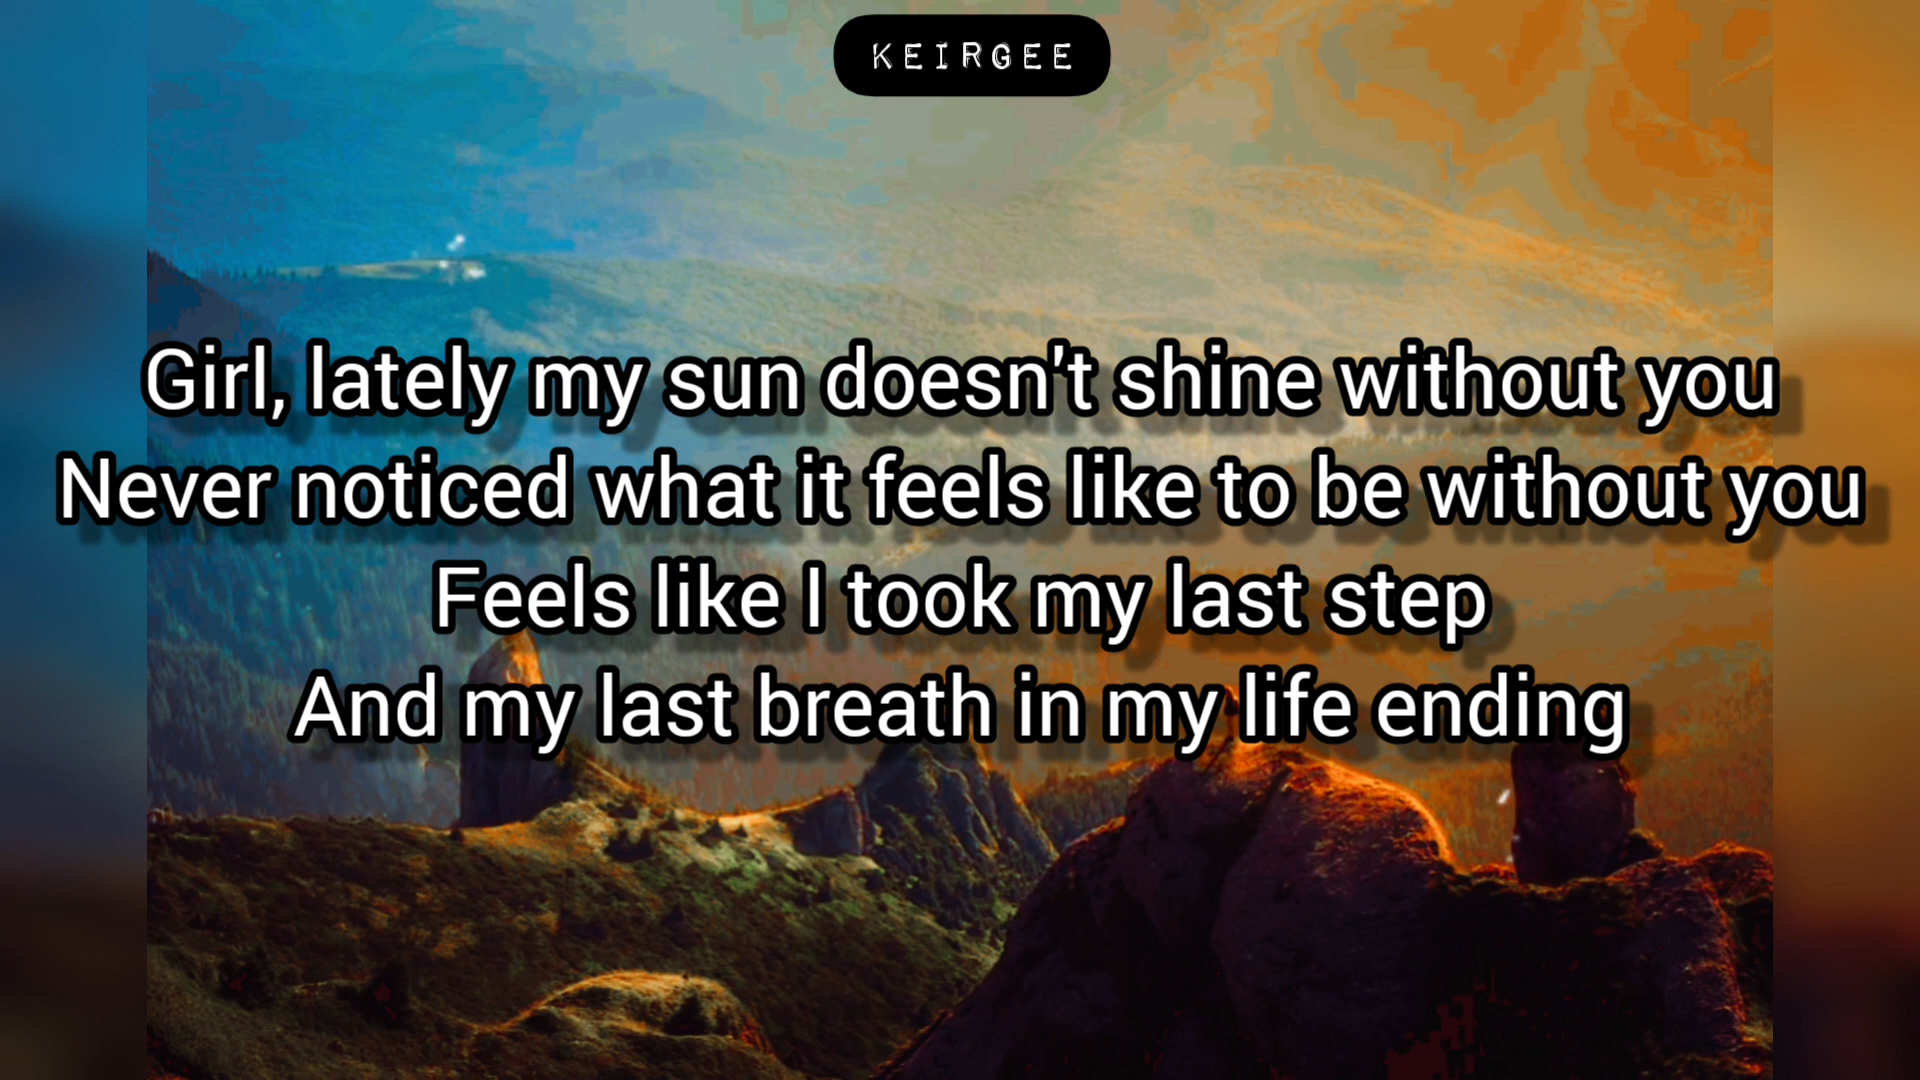 KEIRGEE
Girl, lately my sun doesn't shine without you
Never noticed what it feels like to be without you
Feels like I took my last step
And my last breath in my life ending